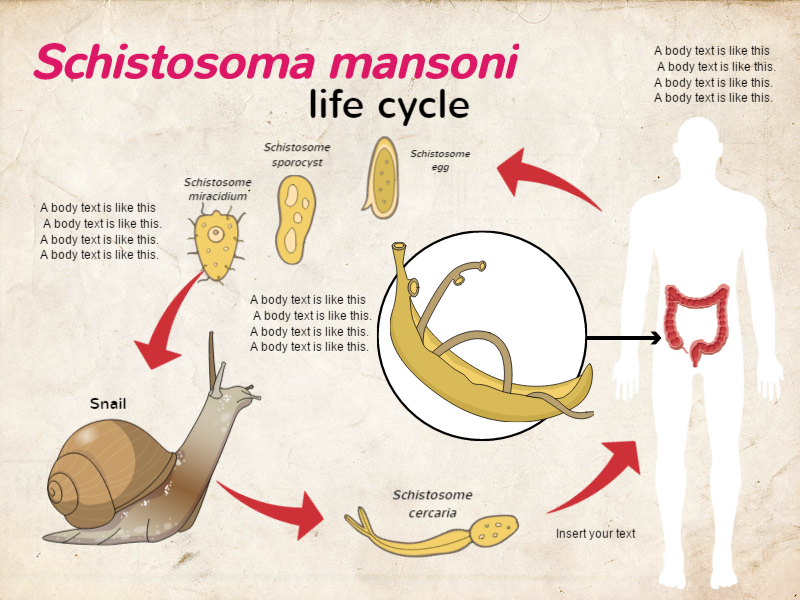 Schistosoma mansoni
life cycle
A body text is like this
A body text is like this.
A body text is like this.
A body text is like this.
Schistosome
sporocyst
Schistosome
egg
Schistosome
miracidium
A body text is like this
A body text is like this.
A body text is like this.
A body text is like this.
A body text is like this
A body text is like this.
A body text is like this.
A body text is like this.
Snail
Schistosome
cercaria
Insert your text